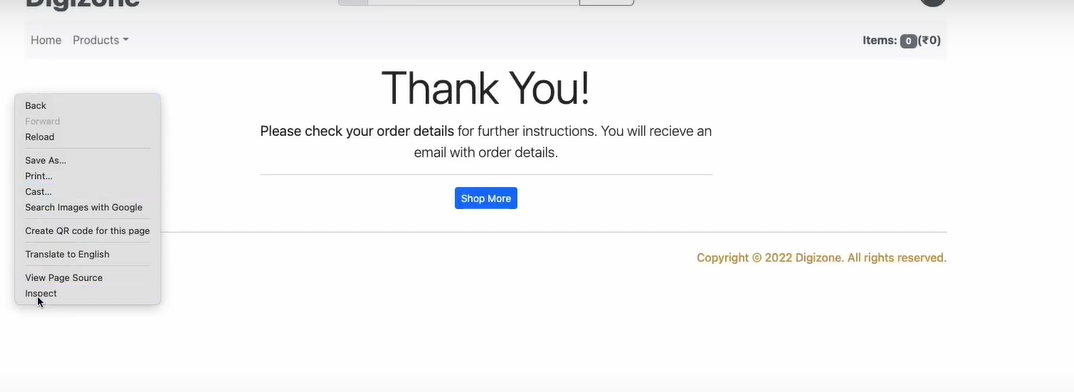 Digizone
Home Products
Items: 0 (₹0)
Thank You!
Please check your order details for further instructions. You will recieve an
email with order details.
Shop More
Copyright © 2022 Digizone. All rights reserved.
Back
Forward
Reload
Save As...
Print...
Cast...
Search Images with Google
Create QR code for this page
Translate to English
View Page Source
Inspect